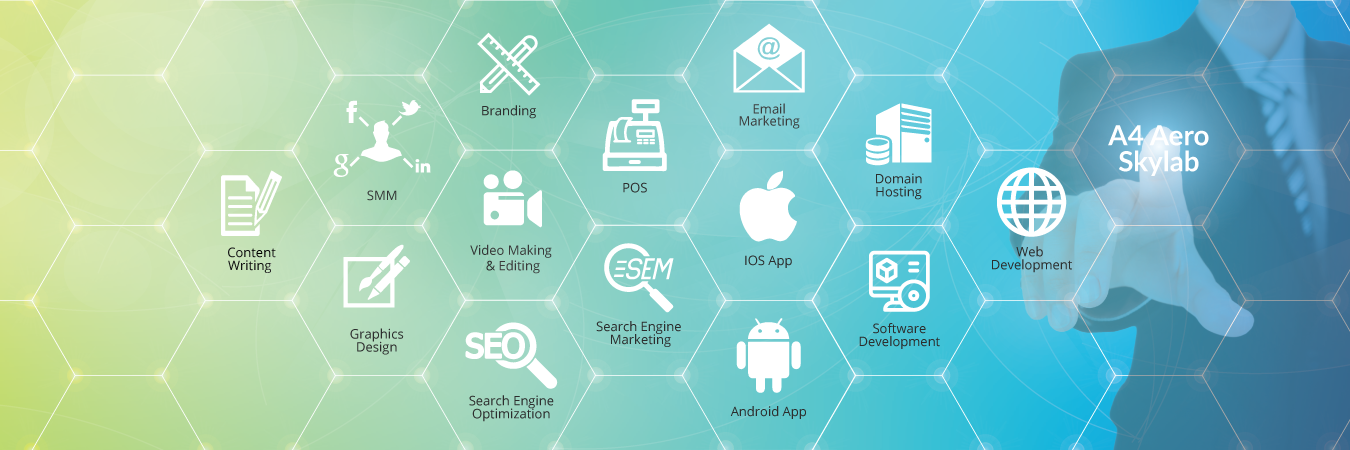 Content
Writing
f
g
in
SMM
Graphics
Design
Branding
Video Making
& Editing
SEO
Search Engine
Optimization
POS
SEM
Search Engine
Marketing
@
Email
Marketing
IOS App
Android App
Domain
Hosting
Software
Development
Web
Development
A4 Aero
Skylab